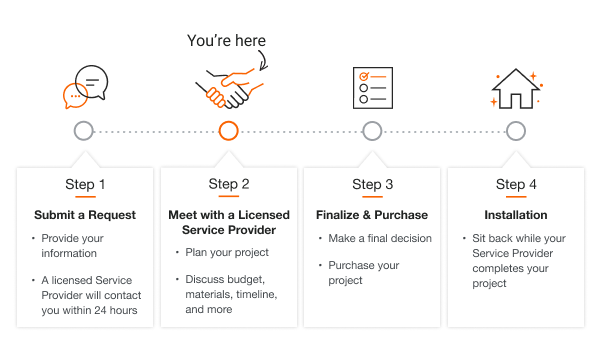 You're here
Step 1
Submit a Request
• Provide your
information
• A licensed Service
Provider will contact
you within 24 hours
Step 2
Meet with a Licensed
Service Provider
• Plan your project
• Discuss budget,
materials, timeline,
and more
Step 3
Finalize & Purchase
• Make a final decision
• Purchase your
project
Step 4
Installation
• Sit back while your
Service Provider
completes your
project